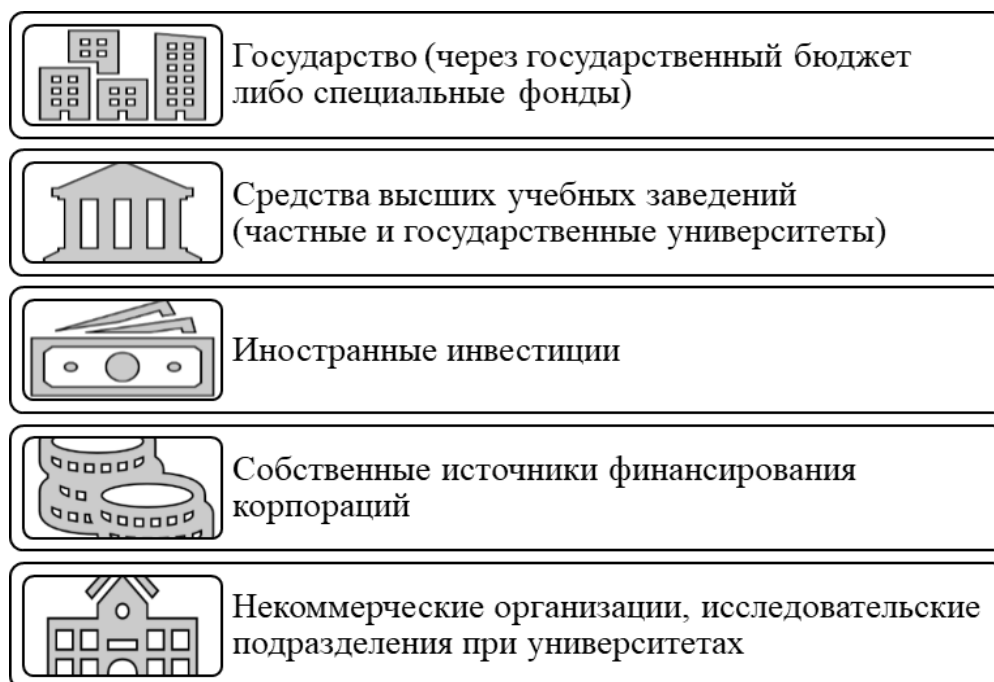 Государство (через государственный бюджет
либо специальные фонды)
Средства высших учебных заведений
(частные и государственные университеты)
Иностранные инвестиции
Собственные источники финансирования
корпораций
Некоммерческие организации, исследовательские
подразделения при университетах